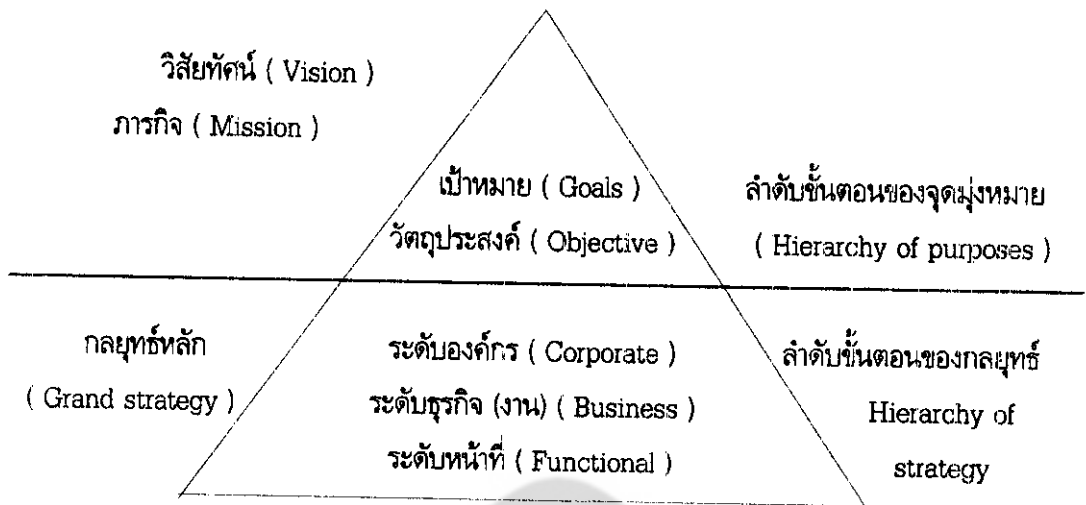 วิสัยทัศน์ ( Vision )
ภารกิจ ( Mission )
เป้าหมาย ( Goals )
วัตถุประสงค์ ( Objective )
ลำดับขั้นตอนของจุดมุ่งหมาย
( Hierarchy of purposes )
กลยุทธ์หลัก
( Grand strategy )
ระดับองค์กร ( Corporate )
ระดับธุรกิจ (งาน) ( Business )
ระดับหน้าที่ ( Functional )
ลำดับขั้นตอนของกลยุทธ์
Hierarchy of
strategy